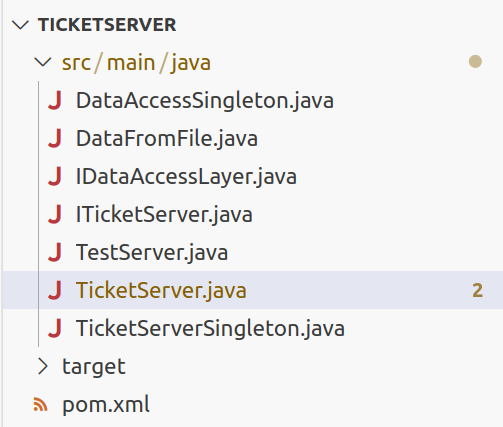 TICKETSERVER
src/main/java
DataAccessSingleton.java
DataFromFile.java
IDataAccessLayer.java
ITicketServer.java
TestServer.java
TicketServer.java 2
TicketServerSingleton.java
target
pom.xml